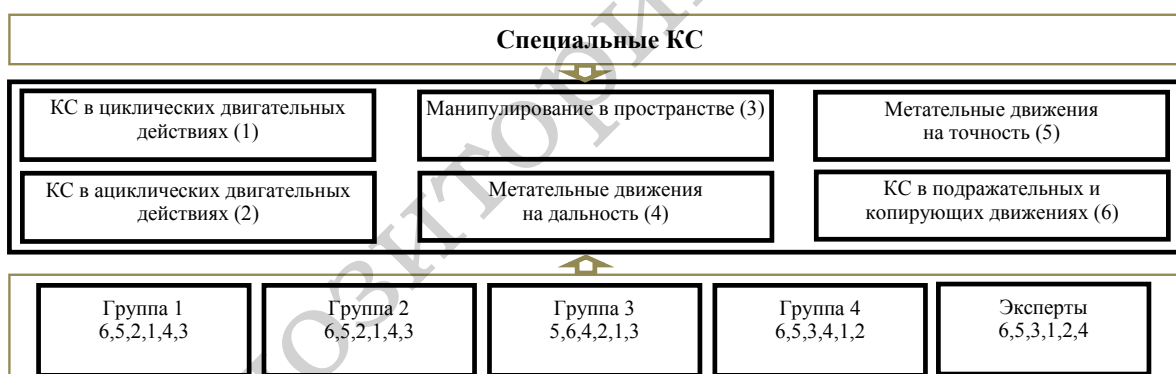 Специальные КС
КС в циклических двигательных
действиях (1)
Манипулирование в пространстве (3)
Метательные движения
на точность (5)
КС в ациклических двигательных
действиях (2)
Метательные движения
на дальность (4)
КС в подражательных и
копирующих движениях (6)
Группа 1
6,5,2,1,4,3
Группа 2
6,5,2,1,4,3
Группа 3
5,6,4,2,1,3
Группа 4
6,5,3,4,1,2
Эксперты
6,5,3,1,2,4